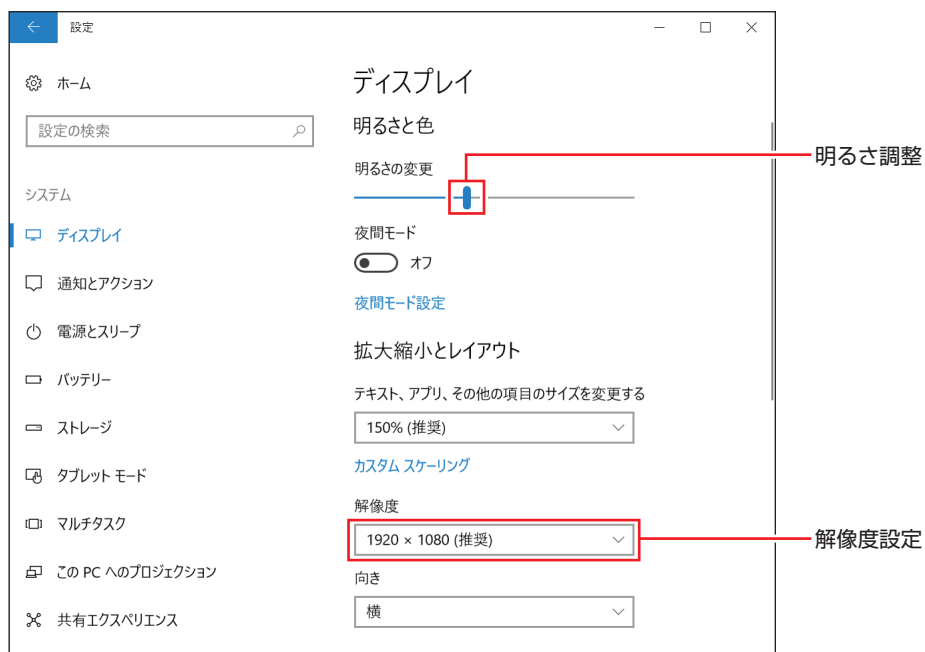 設定
ホーム
設定の検索
システム
ディスプレイ
通知とアクション
電源とスリープ
バッテリー
ストレージ
タブレット モード
マルチタスク
この PC へのプロジェクション
共有エクスペリエンス
ディスプレイ
明るさと色
明るさの変更
夜間モード
オフ
夜間モード設定
拡大縮小とレイアウト
テキスト、アプリ、その他の項目のサイズを変更する
150% (推奨)
カスタム スケーリング
解像度
1920 × 1080 (推奨)
向き
横
明るさ調整
解像度設定